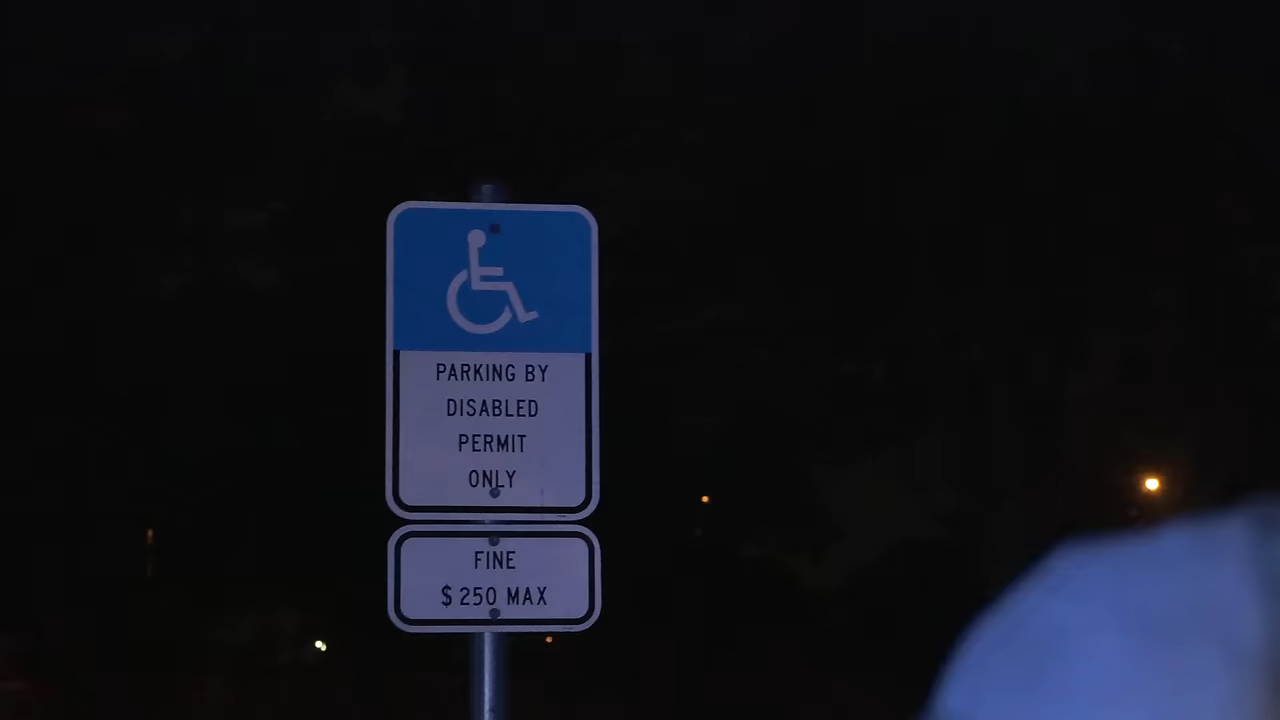 PARKING BY
DISABLED
PERMIT
ONLY
FINE
$250 MAX